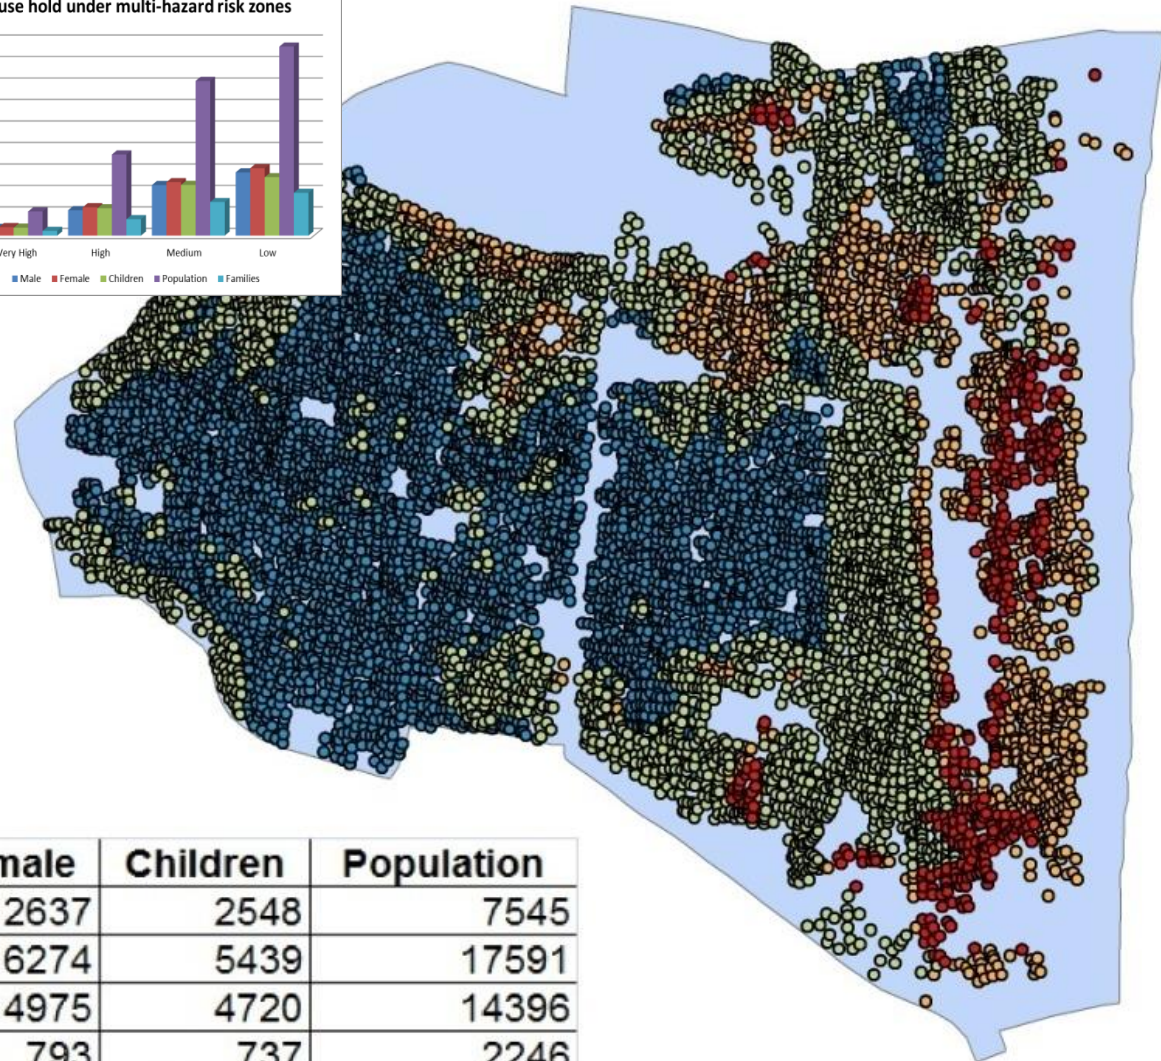 use hold under multi-hazard risk zones
Very High High Medium Low
Male Female Children Population Families
male Children Population
2637 2548 7545
6274 5439 17591
4975 4720 14396
793 737 2246